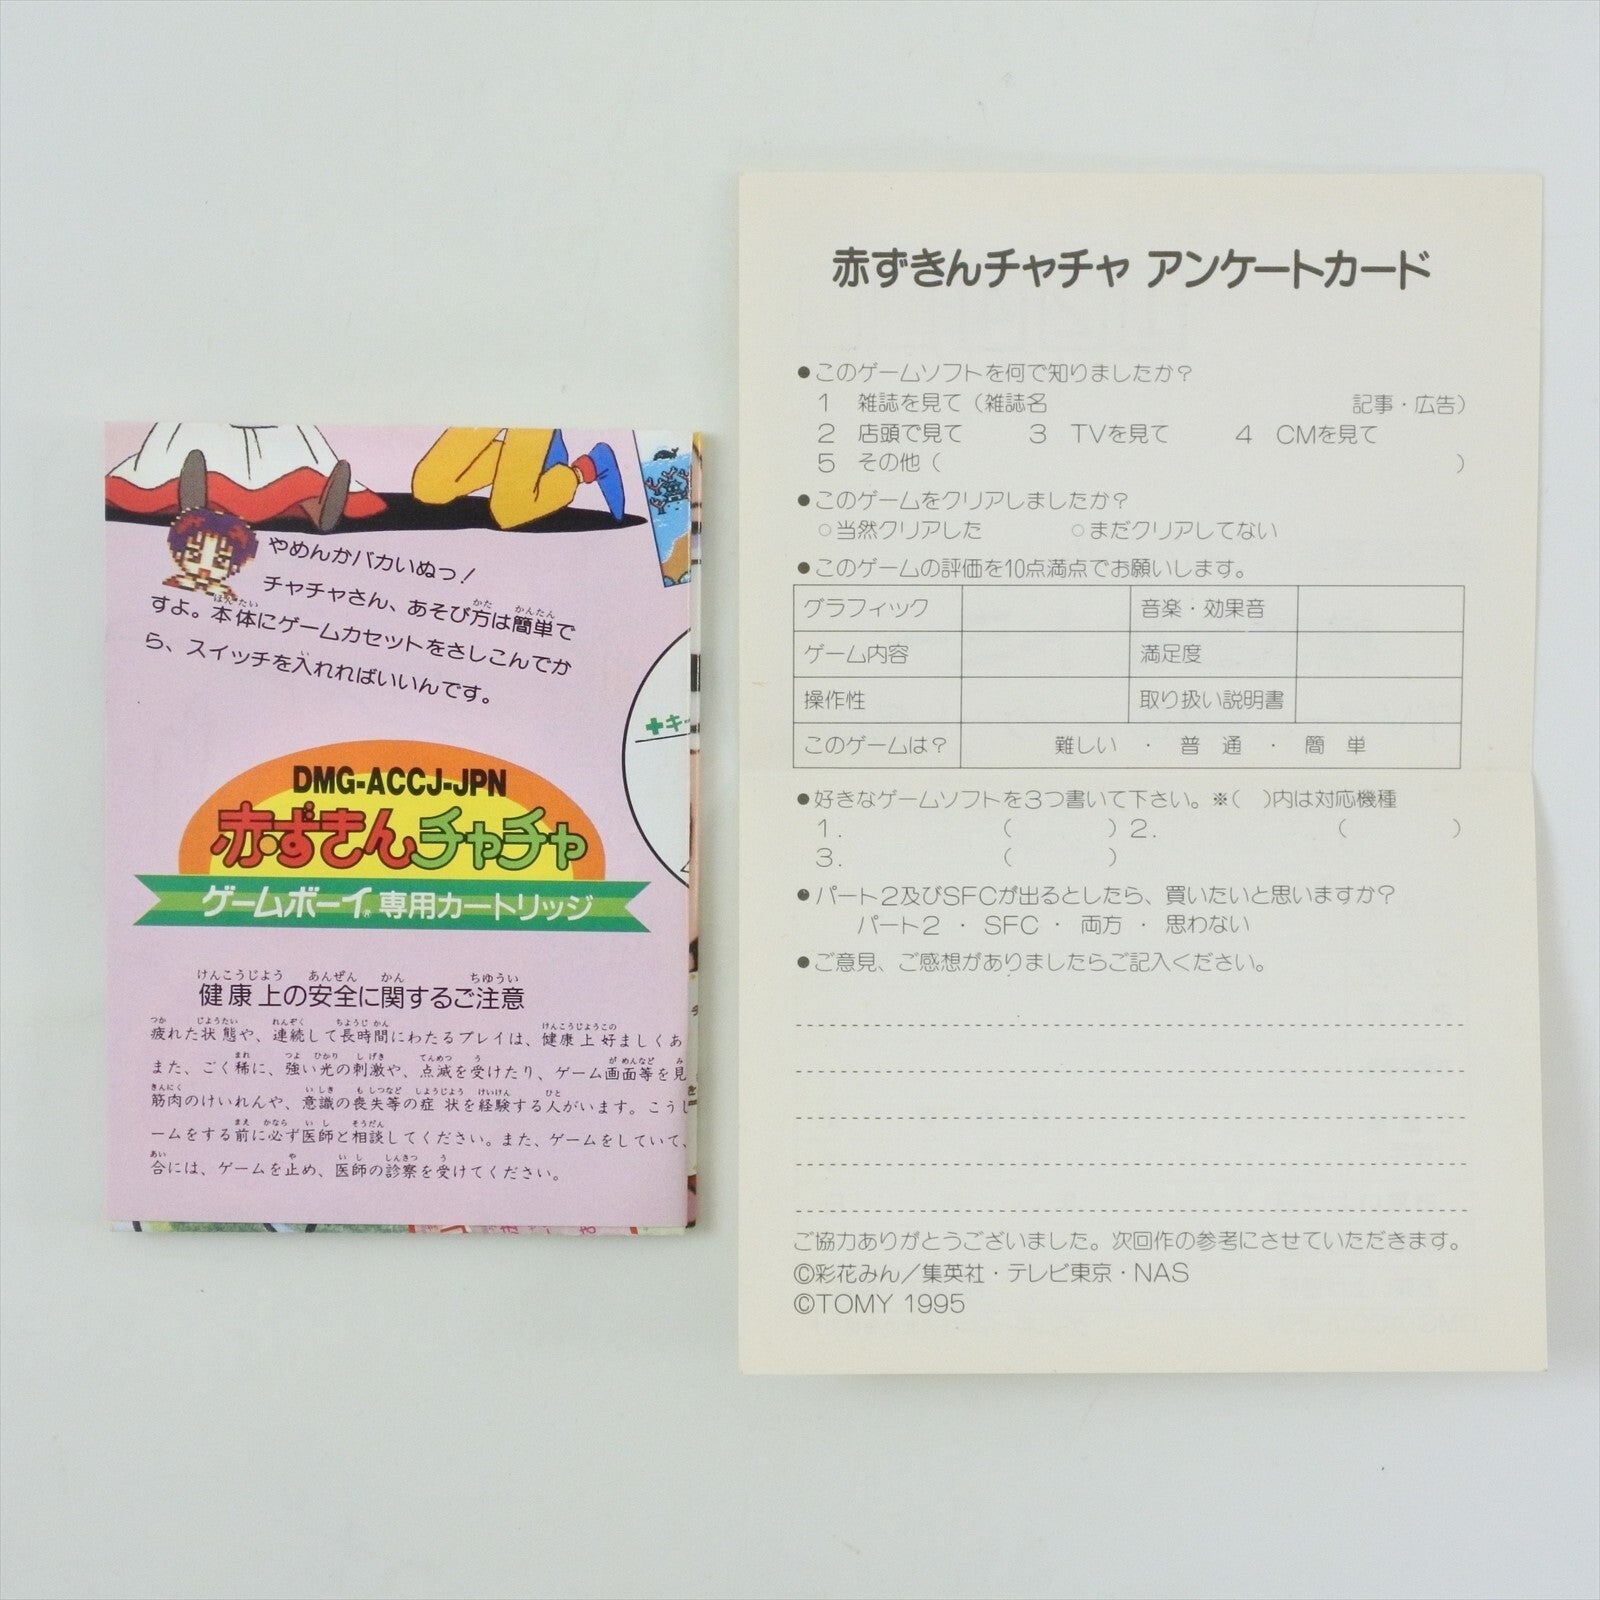 やめんかバカいぬっ！
チャチャさん、あそび方は簡単で
すよ。本体にゲームカセットをさしこんでか
ら、スイッチを入れればいいんです。
+キー
DMG-ACCJ-JPN
赤ずきんチャチャ
ゲームボーイ® 専用カートリッジ
健康上の安全に関するご注意
疲れた状態や、連続して長時間にわたるプレイは、健康上好ましくあ
また、ごく稀に、強い光の刺激や、点滅を受けたり、ゲーム画面等を見
筋肉のけいれんや、意識の喪失等の症状を経験する人がいます。こうし
ームをする前に必ず医師と相談してください。また、ゲームをしていて、
合には、ゲームを止め、医師の診察を受けてください。
赤ずきんチャチャ アンケートカード
●このゲームソフトを何で知りましたか？
1 雑誌を見て（雑誌名 記事・広告）
2 店頭で見て 3 TVを見て 4 CMを見て
5 その他（ ）
●このゲームをクリアしましたか？
○当然クリアした ○まだクリアしてない
●このゲームの評価を10点満点でお願いします。
グラフィック 音楽・効果音
ゲーム内容 満足度
操作性 取り扱い説明書
このゲームは？ 難しい ・ 普 通 ・ 簡 単
●好きなゲームソフトを3つ書いて下さい。※（ ）内は対応機種
1. （ ） 2. （ ）
3. （ ）
●パート2及びSFCが出るとしたら、買いたいと思いますか？
パート2 ・ SFC ・ 両方 ・ 思わない
●ご意見、ご感想がありましたらご記入ください。
ご協力ありがとうございました。次回作の参考にさせていただきます。
©彩花みん／集英社・テレビ東京・NAS
©TOMY 1995